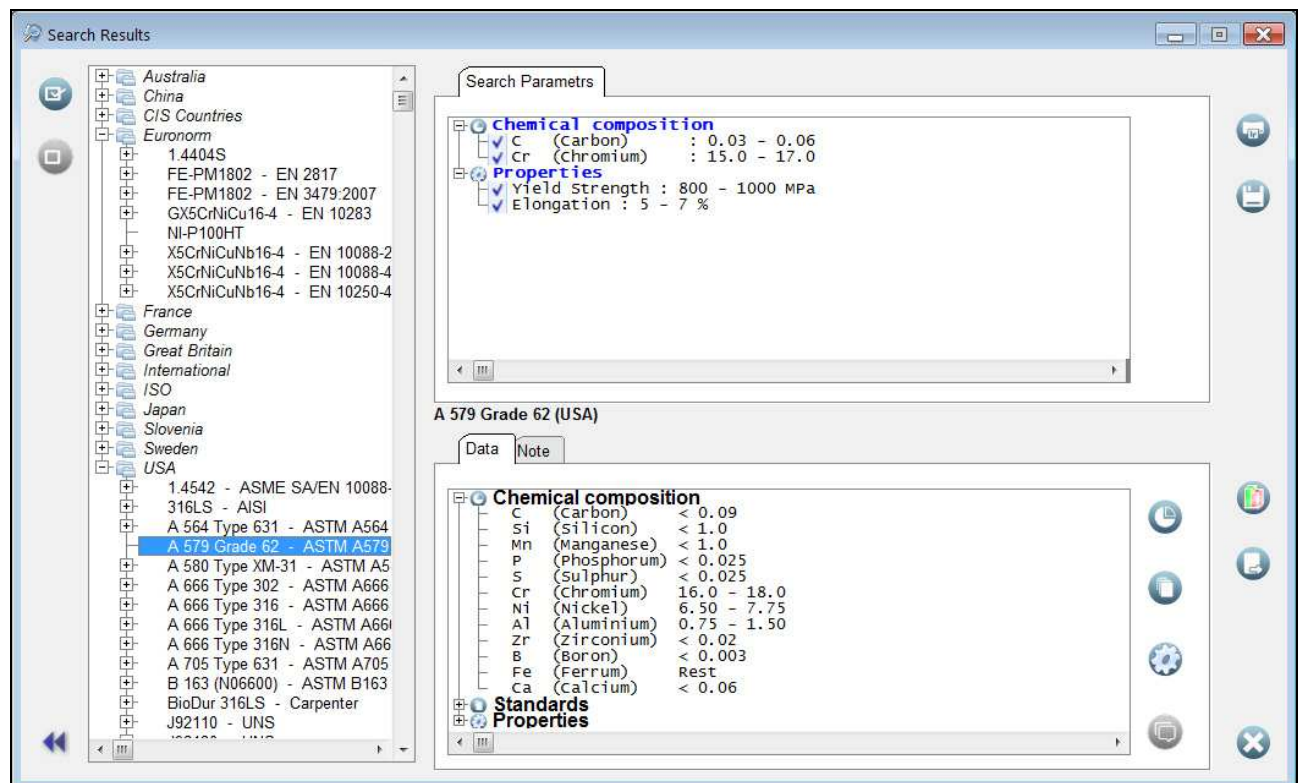 Search Results
Australia
China
CIS Countries
Euronorm
1.4404S
FE-PM1802 - EN 2817
FE-PM1802 - EN 3479:2007
GX5CrNiCu16-4 - EN 10283
NI-P100HT
X5CrNiCuNb16-4 - EN 10088-2
X5CrNiCuNb16-4 - EN 10088-4
X5CrNiCuNb16-4 - EN 10250-4
France
Germany
Great Britain
International
ISO
Japan
Slovenia
Sweden
USA
1.4542 - ASME SA/EN 10088-
316LS - AISI
A 564 Type 631 - ASTM A564
A 579 Grade 62 - ASTM A579
A 580 Type XM-31 - ASTM A5
A 666 Type 302 - ASTM A666
A 666 Type 316 - ASTM A666
A 666 Type 316L - ASTM A66
A 666 Type 316N - ASTM A66
A 705 Type 631 - ASTM A705
B 163 (N06600) - ASTM B163
BioDur 316LS - Carpenter
J92110 - UNS
Search Parametrs
Chemical composition
C (Carbon) : 0.03 - 0.06
Cr (Chromium) : 15.0 - 17.0
Properties
Yield Strength : 800 - 1000 MPa
Elongation : 5 - 7 %
A 579 Grade 62 (USA)
Data Note
Chemical composition
C (Carbon) < 0.09
Si (Silicon) < 1.0
Mn (Manganese) < 1.0
P (Phosphorum) < 0.025
S (Sulphur) < 0.025
Cr (Chromium) 16.0 - 18.0
Ni (Nickel) 6.50 - 7.75
Al (Aluminium) 0.75 - 1.50
Zr (Zirconium) < 0.02
B (Boron) < 0.003
Fe (Ferrum) Rest
Ca (Calcium) < 0.06
Standards
Properties